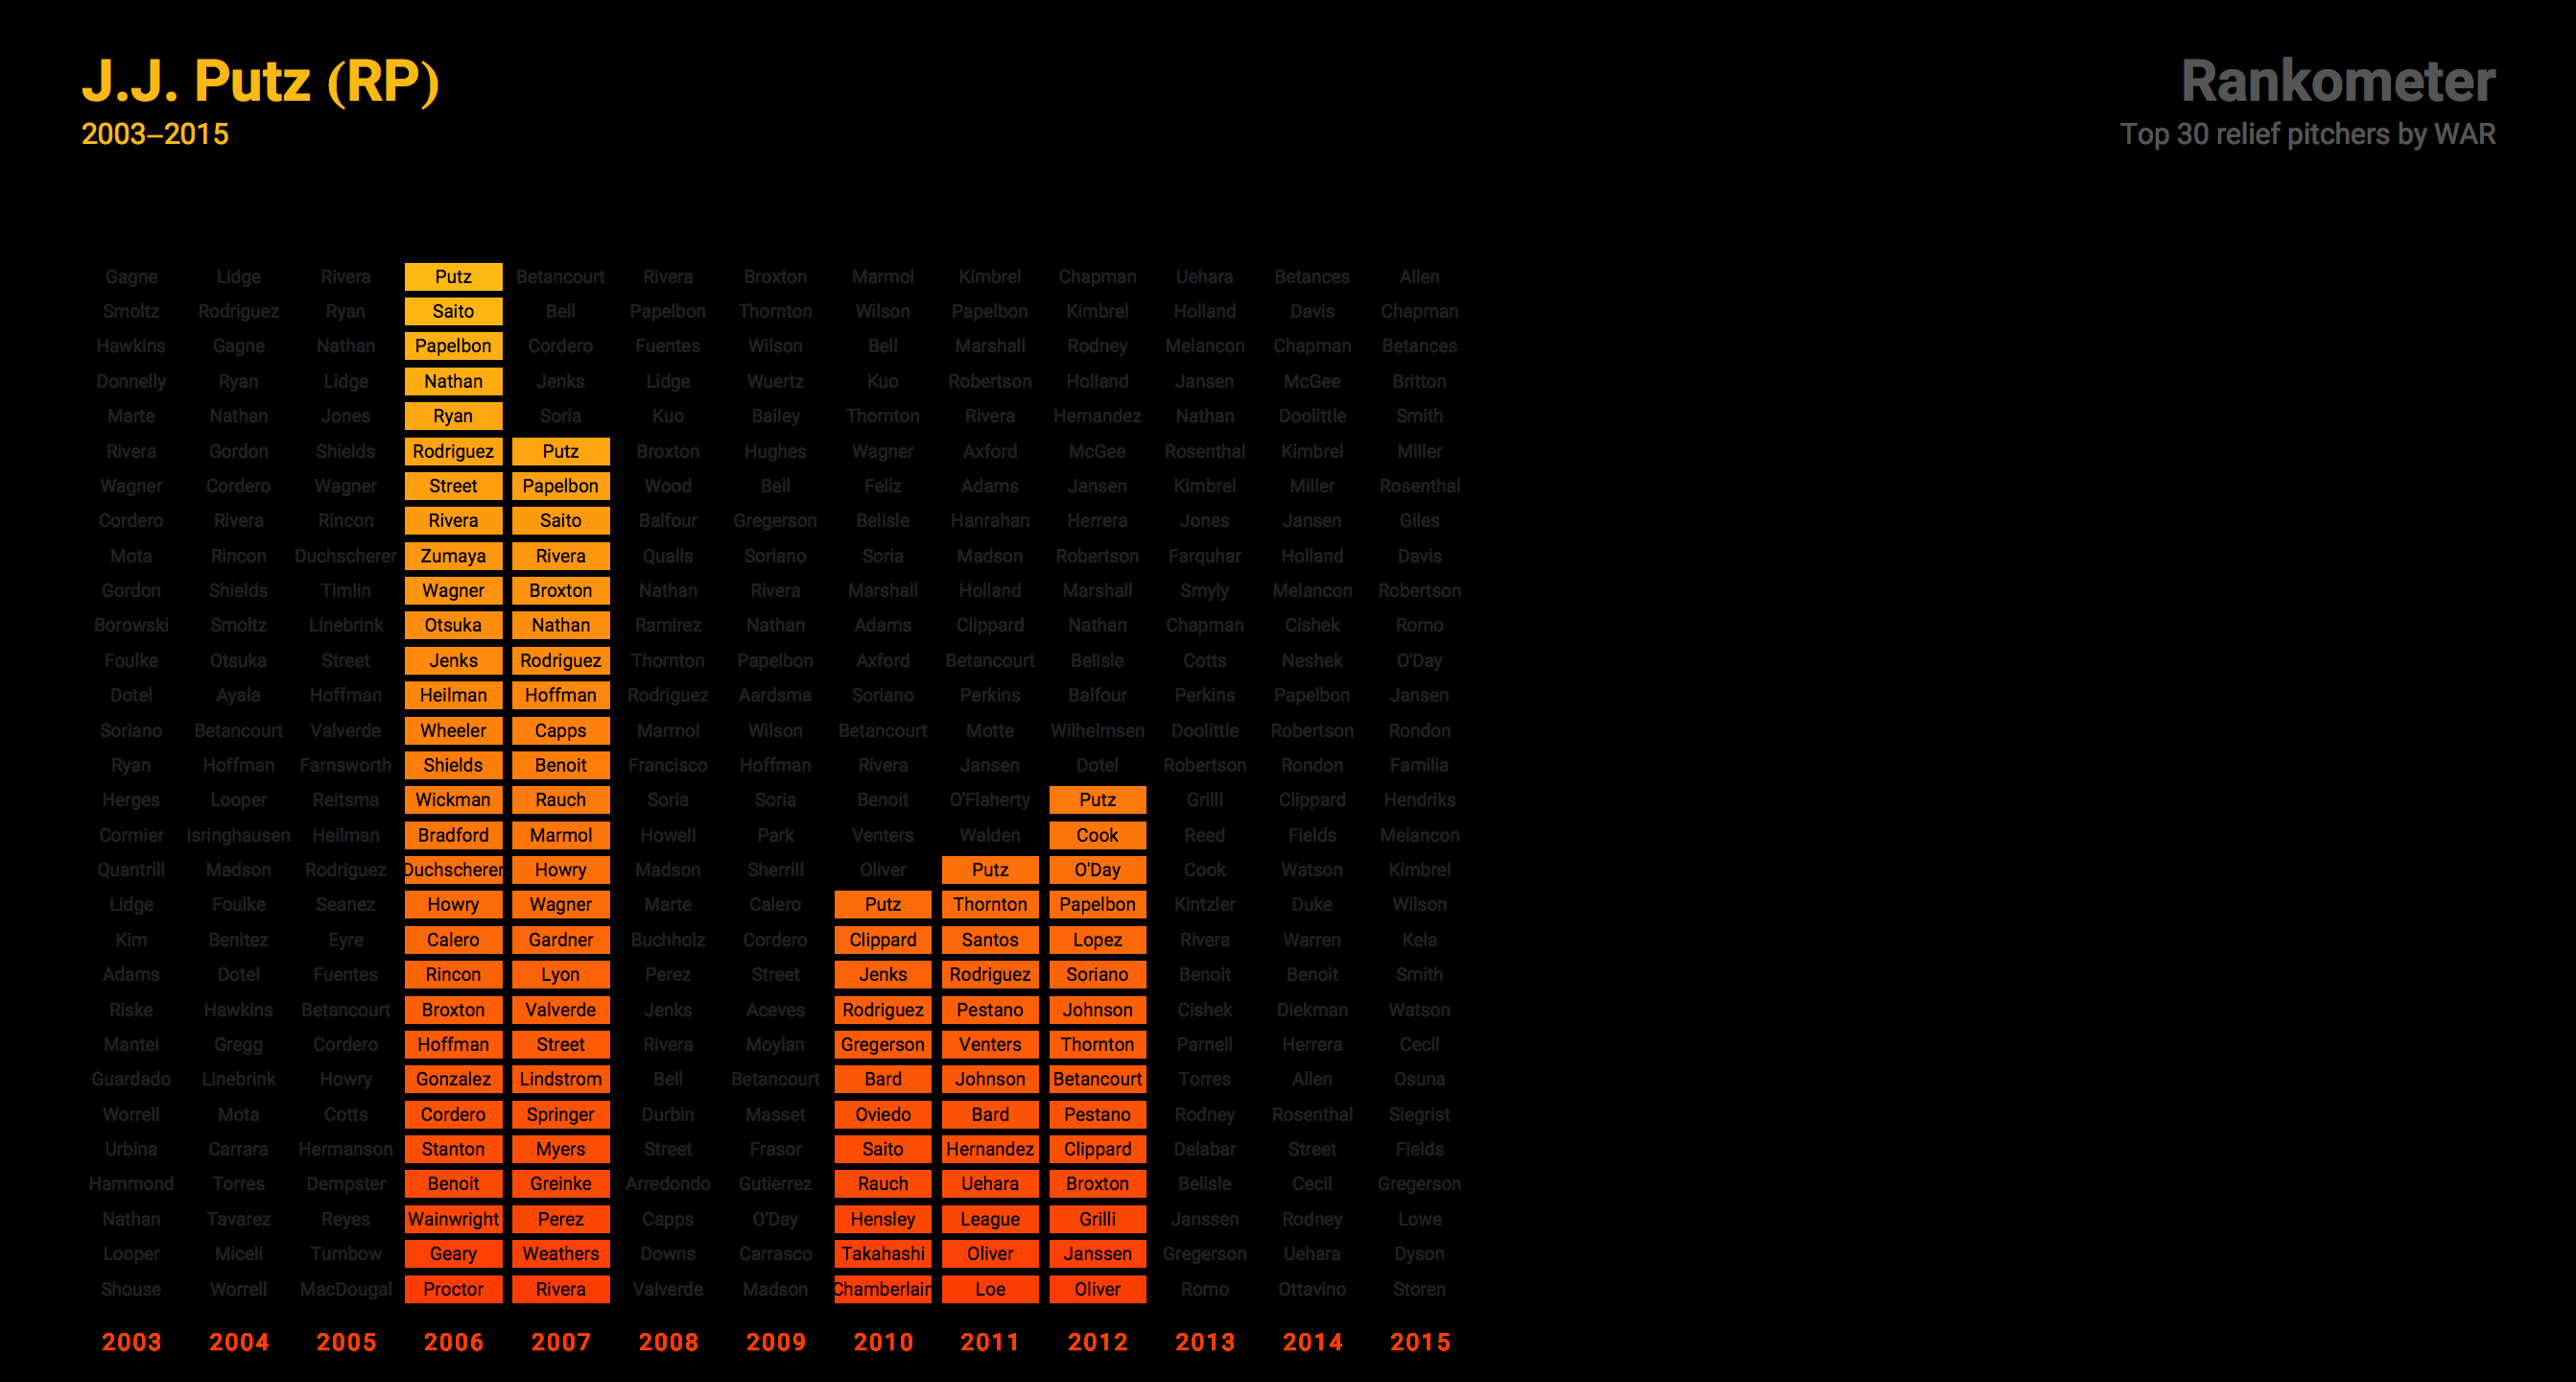 J.J. Putz (RP)
2003–2015
Rankometer
Top 30 relief pitchers by WAR
Gagne Lidge Rivera Putz Betancourt Rivera Broxton Marmol Kimbrel Chapman Uehara Betances Allen
Smoltz Rodriguez Ryan Saito Bell Papelbon Thornton Wilson Papelbon Kimbrel Holland Davis Chapman
Hawkins Gagne Nathan Papelbon Cordero Fuentes Wilson Bell Marshall Rodney Melancon Chapman Betances
Donnelly Ryan Lidge Nathan Jenks Lidge Wuertz Kuo Robertson Holland Jansen McGee Britton
Marte Nathan Jones Ryan Soria Kuo Bailey Thornton Rivera Hernandez Nathan Doolittle Smith
Rivera Gordon Shields Rodriguez Putz Broxton Hughes Wagner Axford McGee Rosenthal Kimbrel Miller
Wagner Cordero Wagner Street Papelbon Wood Bell Feliz Adams Jansen Kimbrel Miller Rosenthal
Cordero Rivera Rincon Rivera Saito Balfour Gregerson Belisle Hanrahan Herrera Jones Jansen Giles
Mota Rincon Duchscherer Zumaya Rivera Qualls Soriano Soria Madson Robertson Farquhar Holland Davis
Gordon Shields Timlin Wagner Broxton Nathan Rivera Marshall Holland Marshall Smyly Melancon Robertson
Borowski Smoltz Linebrink Otsuka Nathan Ramirez Nathan Adams Clippard Nathan Chapman Cishek Romo
Foulke Otsuka Street Jenks Rodriguez Thornton Papelbon Axford Betancourt Belisle Cotts Neshek O'Day
Dotel Ayala Hoffman Heilman Hoffman Rodriguez Aardsma Soriano Perkins Balfour Perkins Papelbon Jansen
Soriano Betancourt Valverde Wheeler Capps Marmol Wilson Betancourt Motte Wilhelmsen Doolittle Robertson Rondon
Ryan Hoffman Farnsworth Shields Benoit Francisco Hoffman Rivera Jansen Dotel Robertson Rondon Familia
Herges Looper Reitsma Wickman Rauch Soria Soria Benoit O'Flaherty Putz Grilli Clippard Hendriks
Cormier Isringhausen Heilman Bradford Marmol Howell Park Venters Walden Cook Reed Fields Melancon
Quantrill Madson Rodriguez Duchscherer Howry Madson Sherrill Oliver Putz O'Day Cook Watson Kimbrel
Lidge Foulke Seanez Howry Wagner Marte Calero Putz Thornton Papelbon Kintzler Duke Wilson
Kim Benitez Eyre Calero Gardner Buchholz Cordero Clippard Santos Lopez Rivera Warren Kela
Adams Dotel Fuentes Rincon Lyon Perez Street Jenks Rodriguez Soriano Benoit Benoit Smith
Riske Hawkins Betancourt Broxton Valverde Jenks Aceves Rodriguez Pestano Johnson Cishek Diekman Watson
Mantei Gregg Cordero Hoffman Street Rivera Moylan Gregerson Venters Thornton Parnell Herrera Cecil
Guardado Linebrink Howry Gonzalez Lindstrom Bell Betancourt Bard Johnson Betancourt Torres Allen Osuna
Worrell Mota Cotts Cordero Springer Durbin Masset Oviedo Bard Pestano Rodney Rosenthal Siegrist
Urbina Carrara Hermanson Stanton Myers Street Frasor Saito Hernandez Clippard Delabar Street Fields
Hammond Torres Dempster Benoit Greinke Arredondo Gutierrez Rauch Uehara Broxton Belisle Cecil Gregerson
Nathan Tavarez Reyes Wainwright Perez Capps O'Day Hensley League Grilli Janssen Rodney Lowe
Looper Miceli Turnbow Geary Weathers Downs Carrasco Takahashi Oliver Janssen Gregerson Uehara Dyson
Shouse Worrell MacDougal Proctor Rivera Valverde Madson Chamberlain Loe Oliver Romo Ottavino Storen
2003 2004 2005 2006 2007 2008 2009 2010 2011 2012 2013 2014 2015